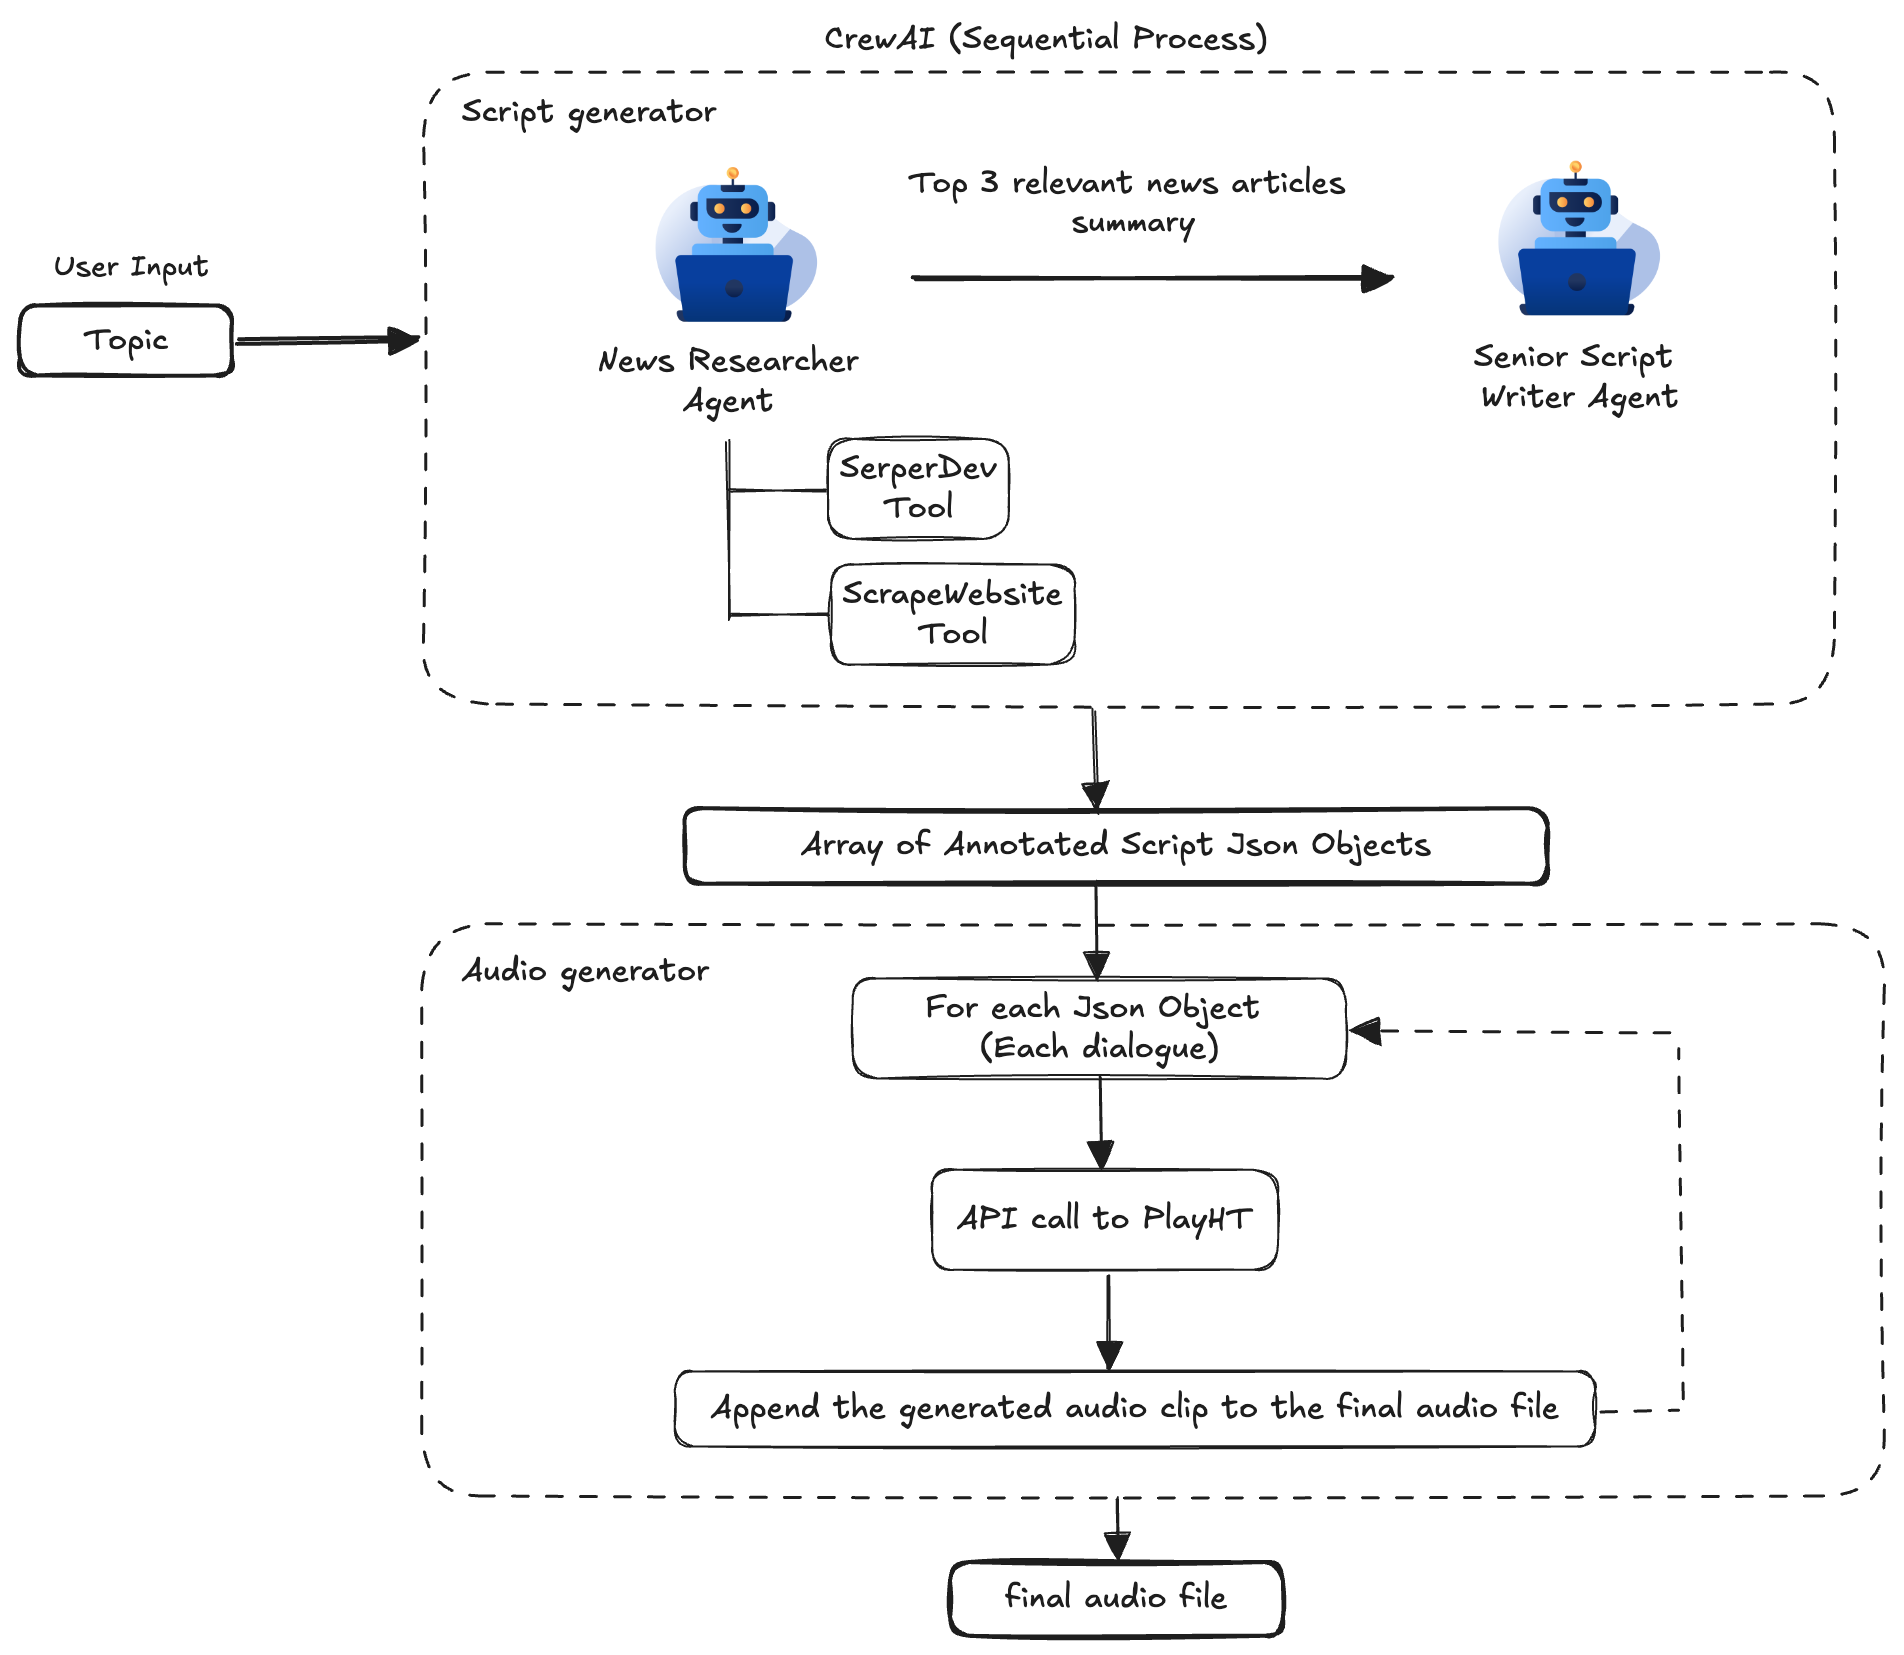 CrewAI (Sequential Process)
Script generator
Top 3 relevant news articles
summary
User Input
Topic
News Researcher
Agent
Senior Script
Writer Agent
SerperDev
Tool
ScrapeWebsite
Tool
Array of Annotated Script Json Objects
Audio generator
For each Json Object
(Each dialogue)
API call to PlayHT
Append the generated audio clip to the final audio file
final audio file